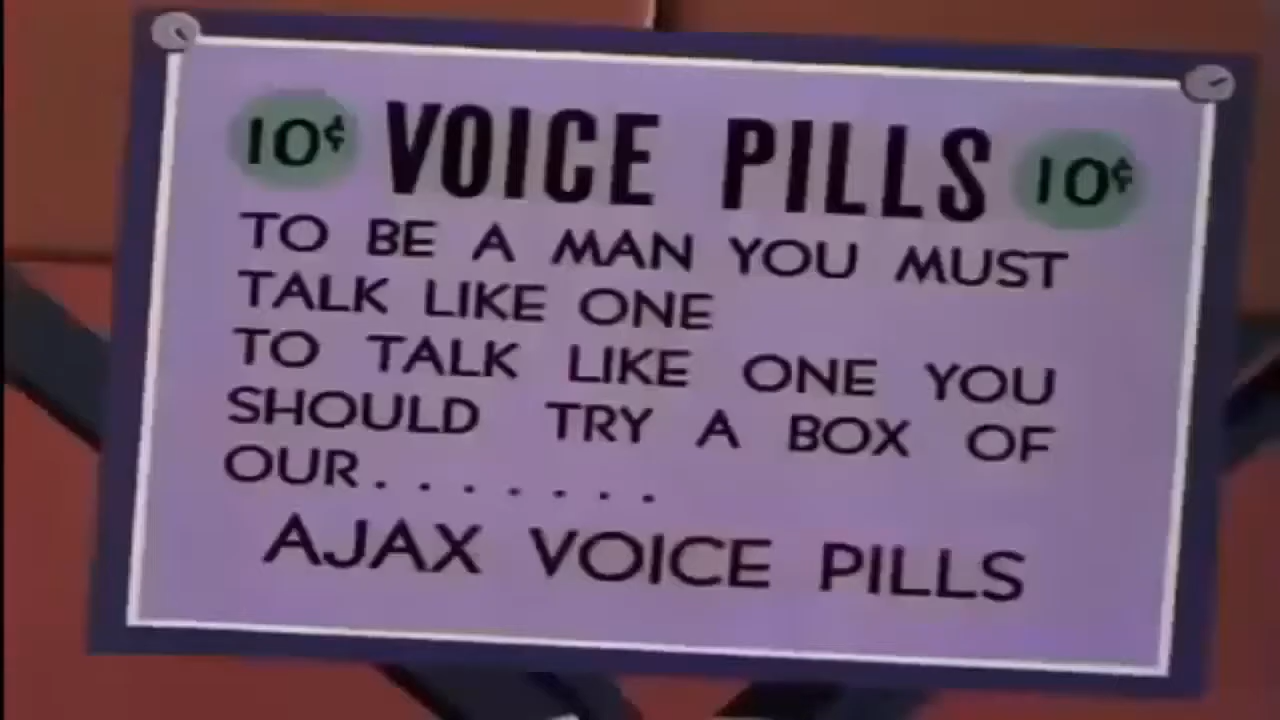 10¢ VOICE PILLS 10¢
TO BE A MAN YOU MUST
TALK LIKE ONE
TO TALK LIKE ONE YOU
SHOULD TRY A BOX OF
OUR.......
AJAX VOICE PILLS